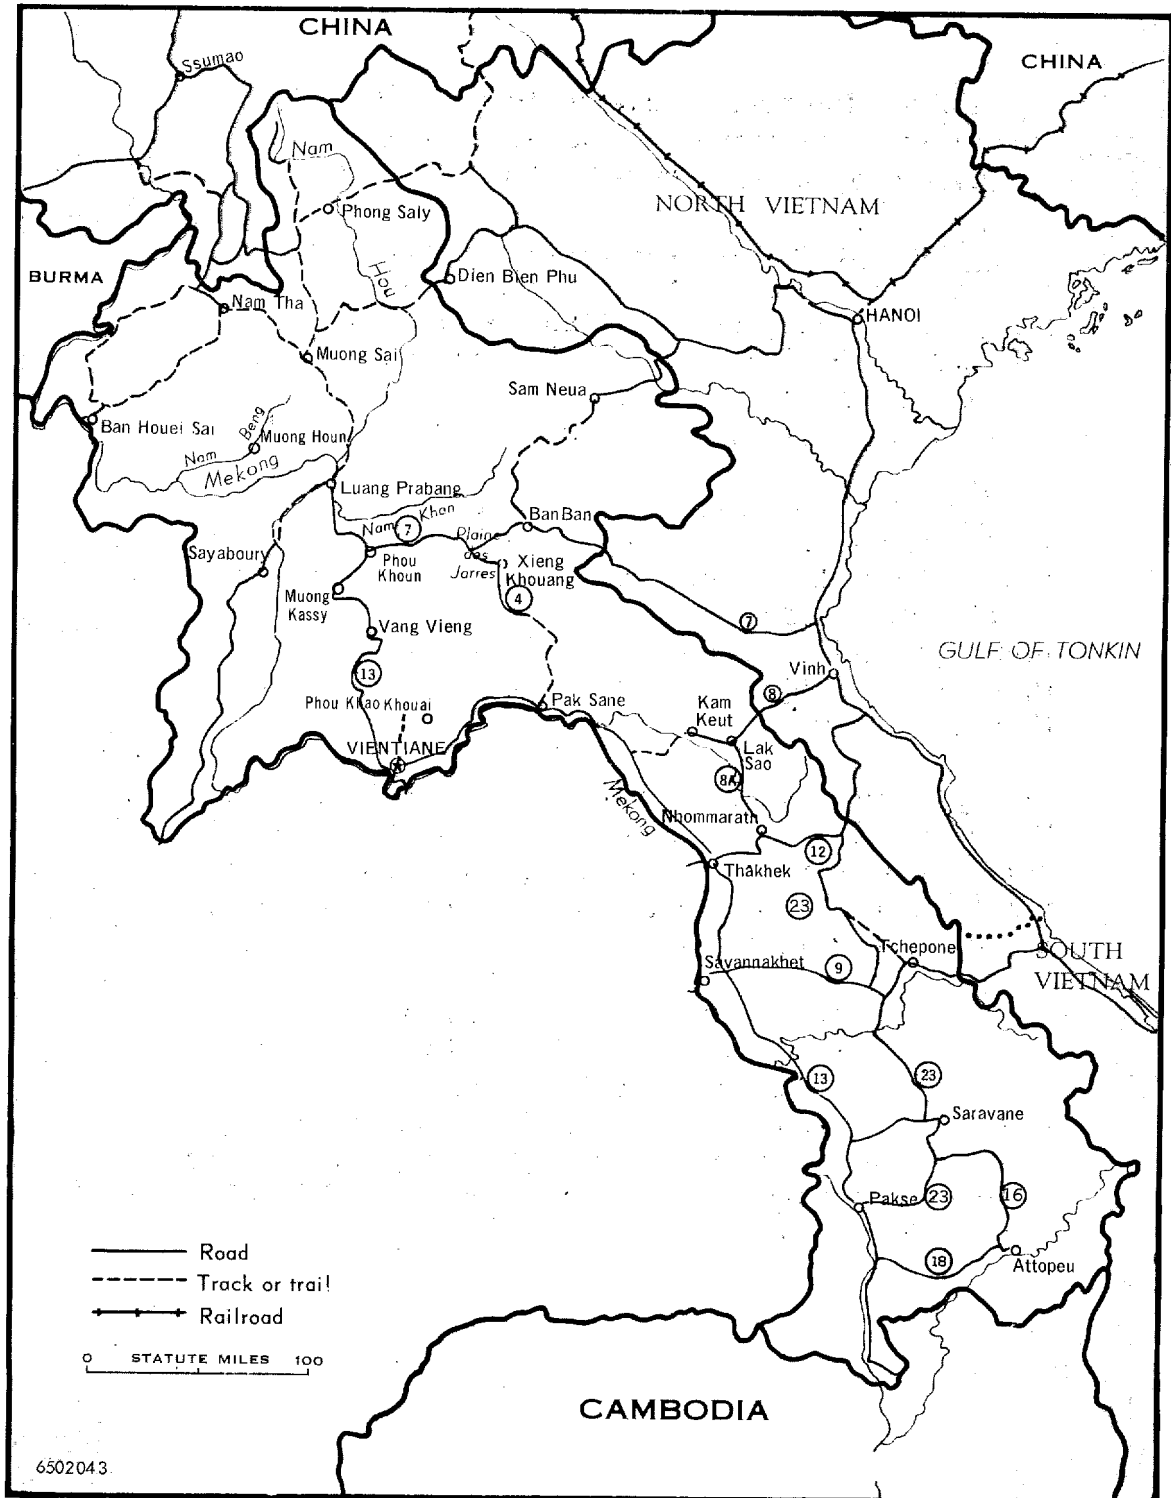 CHINA
Ssumao
CHINA
Nam
Phong Saly
NORTH VIETNAM
Hou
BURMA
Dien Bien Phu
Nam Tha
HANOI
Muong Sai
Sam Neua
Ban Houei Sai
Beng
Muong Houn
Nam
Mekong
Luang Prabang
Khan
Nam
7
Ban Ban
Plaine
des
Jarres
Sayaboury
Phou
Khoun
Xieng
Khouang
Muong
Kassy
4
7
Vang Vieng
GULF OF TONKIN
Vinh
13
8
Phou Khao Khouai
Pak Sane
Kam
Keut
VIENTIANE
Lak
Sao
8A
Mekong
Nhommarath
12
Thakhek
23
Tchepone
SOUTH
VIETNAM
Savannakhet
9
13
23
Saravane
Pakse
23
16
18
Attopeu
Road
Track or trail
Railroad
0 STATUTE MILES 100
CAMBODIA
6502043